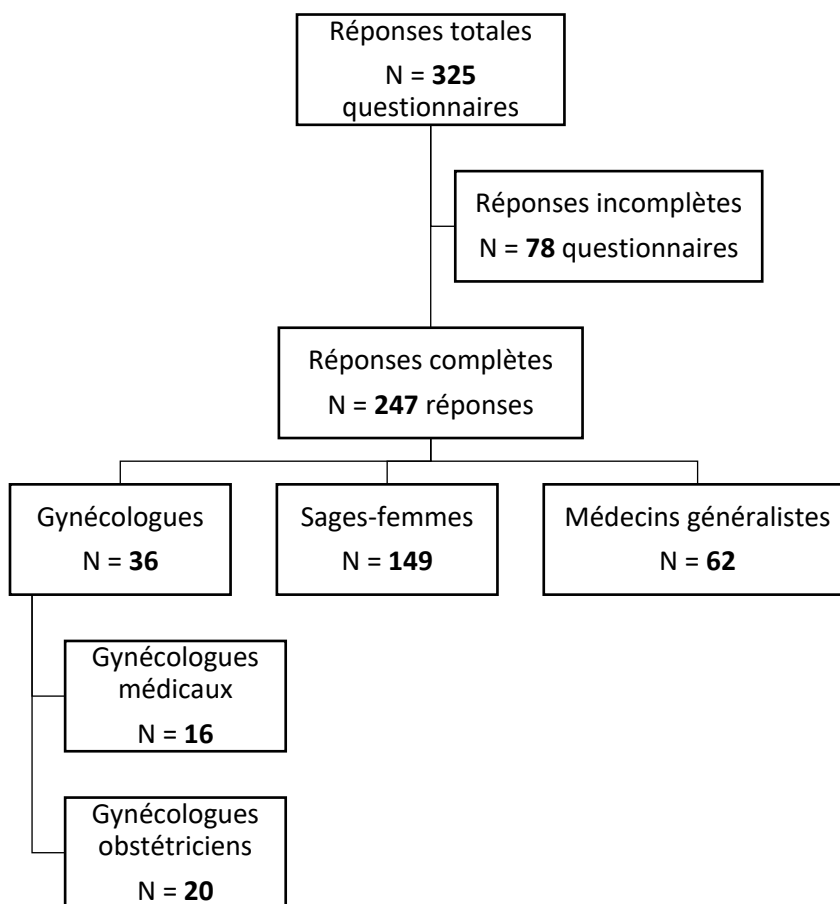 Réponses totales
N = 325
questionnaires
Réponses incomplètes
N = 78 questionnaires
Réponses complètes
N = 247 réponses
Gynécologues
N = 36
Sages-femmes
N = 149
Médecins généralistes
N = 62
Gynécologues
médicaux
N = 16
Gynécologues
obstétriciens
N = 20